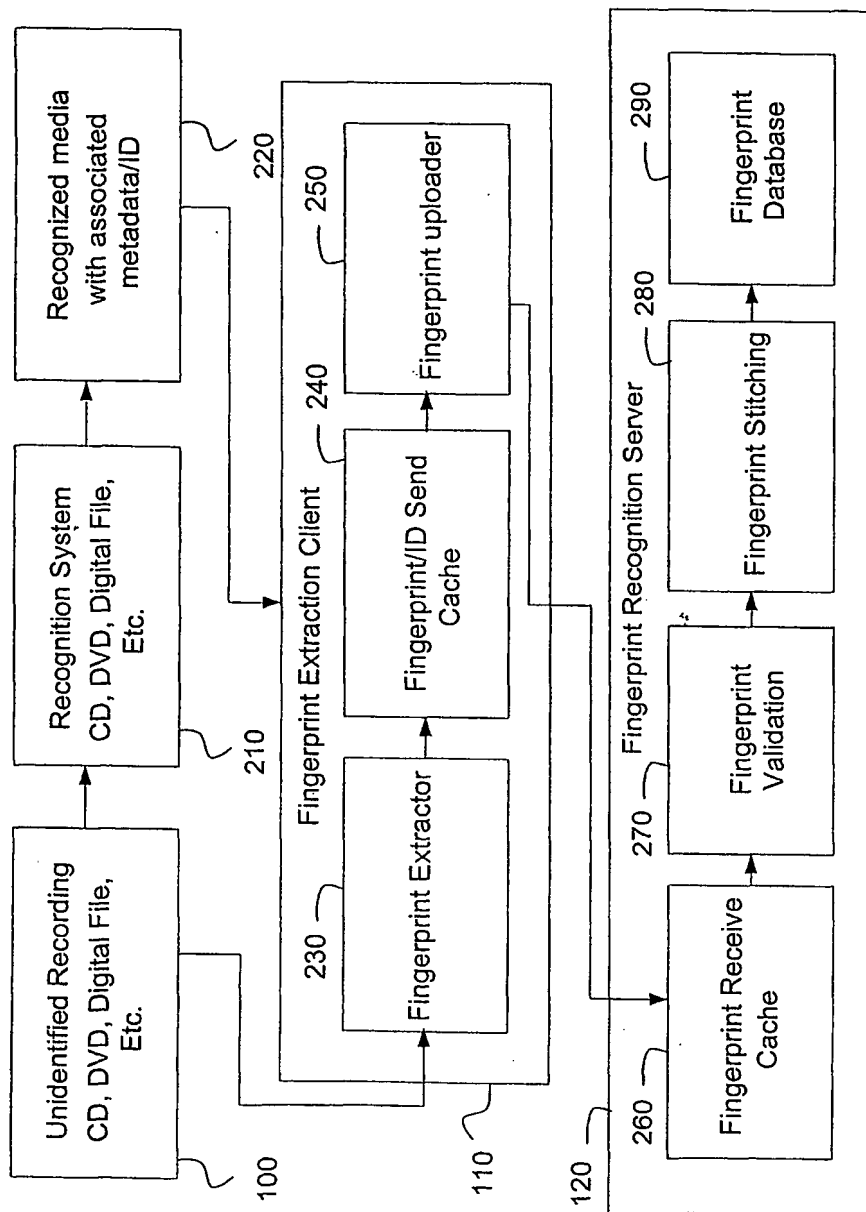 Unidentified Recording
CD, DVD, Digital File,
Etc.
100
Recognition System
CD, DVD, Digital File,
Etc.
210
Recognized media
with associated
metadata/ID
220
Fingerprint Extraction Client
110
230
Fingerprint Extractor
240
Fingerprint/ID Send
Cache
250
Fingerprint uploader
120
Fingerprint Recognition Server
260
Fingerprint Receive
Cache
270
Fingerprint
Validation
280
Fingerprint Stitching
290
Fingerprint
Database